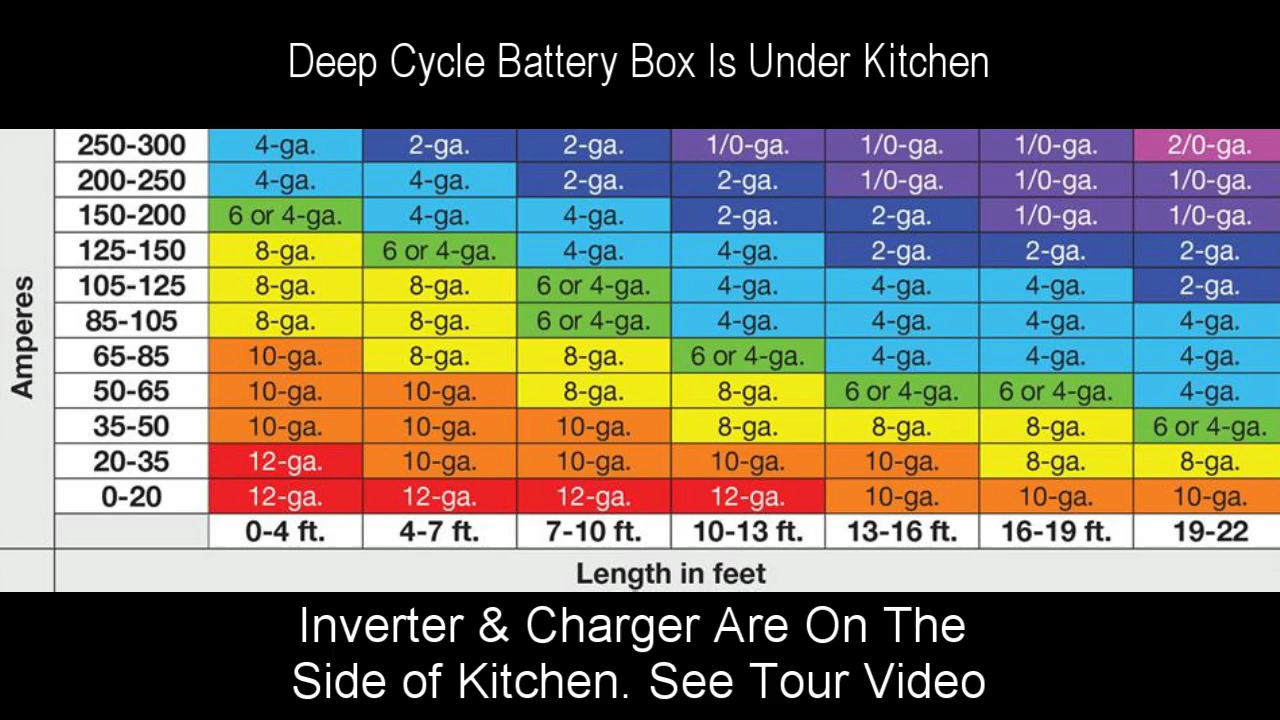 Deep Cycle Battery Box Is Under Kitchen
Amperes
250-300 4-ga. 2-ga. 2-ga. 1/0-ga. 1/0-ga. 1/0-ga. 2/0-ga.
200-250 4-ga. 4-ga. 2-ga. 2-ga. 1/0-ga. 1/0-ga. 1/0-ga.
150-200 6 or 4-ga. 4-ga. 4-ga. 2-ga. 2-ga. 1/0-ga. 1/0-ga.
125-150 8-ga. 6 or 4-ga. 4-ga. 4-ga. 2-ga. 2-ga. 2-ga.
105-125 8-ga. 8-ga. 6 or 4-ga. 4-ga. 4-ga. 4-ga. 2-ga.
85-105 8-ga. 8-ga. 6 or 4-ga. 4-ga. 4-ga. 4-ga. 4-ga.
65-85 10-ga. 8-ga. 8-ga. 6 or 4-ga. 4-ga. 4-ga. 4-ga.
50-65 10-ga. 10-ga. 8-ga. 8-ga. 6 or 4-ga. 6 or 4-ga. 4-ga.
35-50 10-ga. 10-ga. 10-ga. 8-ga. 8-ga. 8-ga. 6 or 4-ga.
20-35 12-ga. 10-ga. 10-ga. 10-ga. 10-ga. 8-ga. 8-ga.
0-20 12-ga. 12-ga. 12-ga. 12-ga. 10-ga. 10-ga. 10-ga.
0-4 ft. 4-7 ft. 7-10 ft. 10-13 ft. 13-16 ft. 16-19 ft. 19-22
Length in feet
Inverter & Charger Are On The
Side of Kitchen. See Tour Video